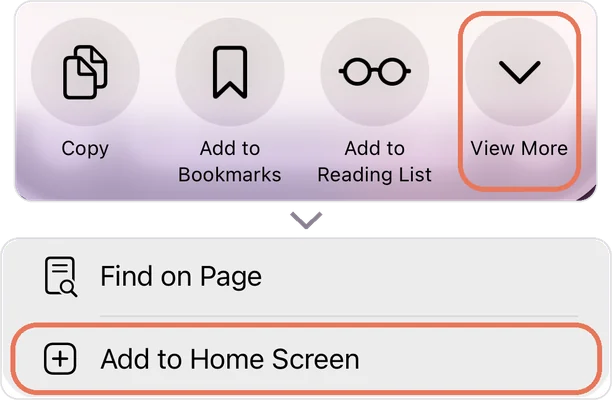 Copy
Add to
Bookmarks
Add to
Reading List
View More
Find on Page
Add to Home Screen